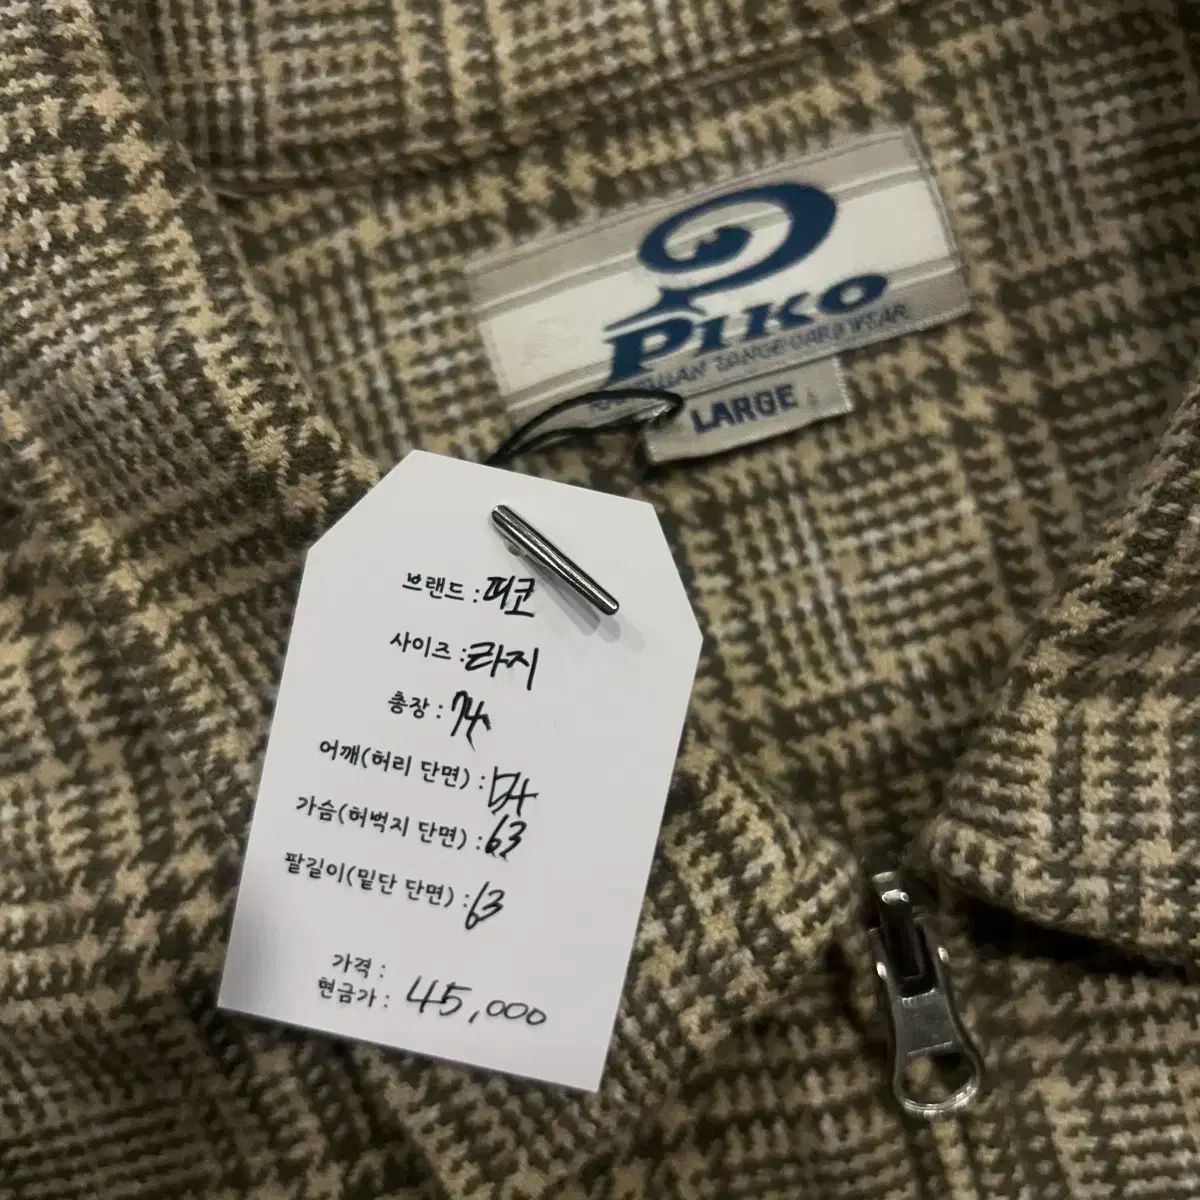 PIKO
HAWAIIAN SONGBOARDWEAR
LARGE
브랜드 : 피코
사이즈 : 라지
총장 : 74
어깨(허리 단면) : 54
가슴(허벅지 단면) : 63
팔길이(밑단 단면) : 63
가격 :
현금가 : 45,000